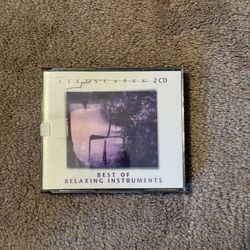 LIFESCAPES 2CD
BEST OF
RELAXING INSTRUMENTS